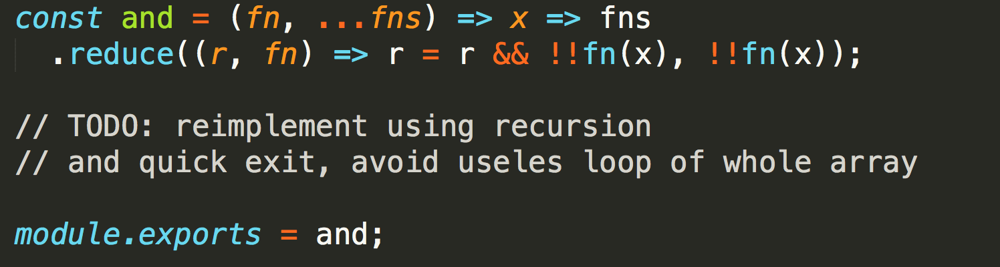 const and = (fn, ...fns) => x => fns
  .reduce((r, fn) => r = r && !!fn(x), !!fn(x));
// TODO: reimplement using recursion
// and quick exit, avoid useles loop of whole array
module.exports = and;